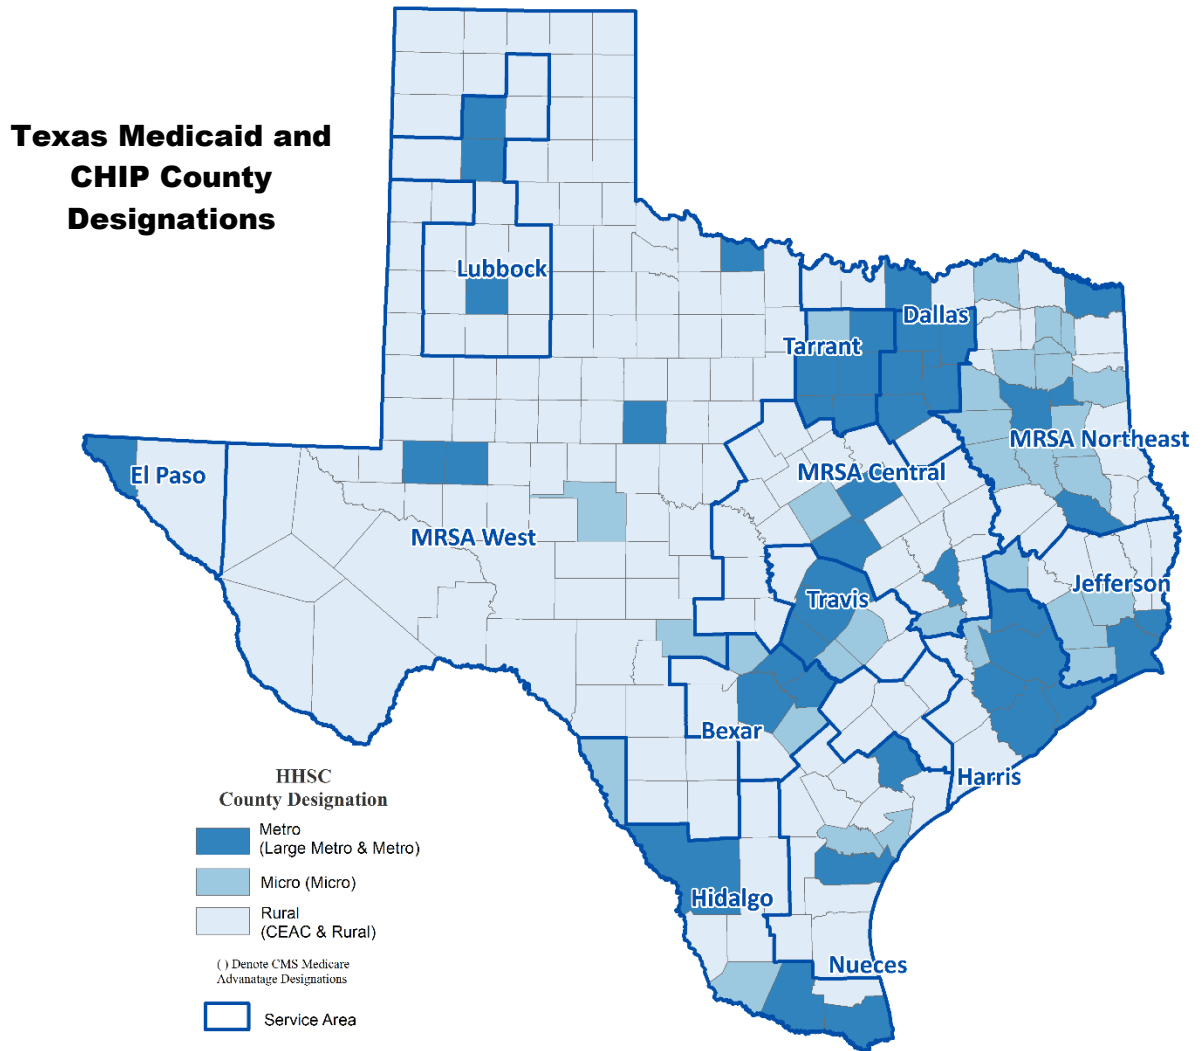 Texas Medicaid and
CHIP County
Designations
Lubbock
Dallas
Tarrant
MRSA Northeast
El Paso
MRSA Central
MRSA West
Jefferson
Travis
Bexar
Harris
Hidalgo
Nueces
HHSC
County Designation
Metro
(Large Metro & Metro)
Micro (Micro)
Rural
(CEAC & Rural)
( ) Denote CMS Medicare
Advanatage Designations
Service Area